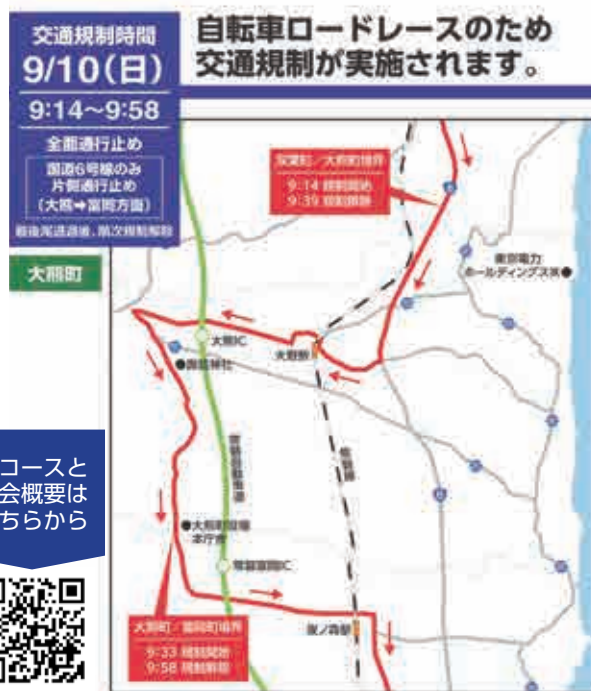 交通規制時間
9/10(日)
9:14～9:58
全面通行止め
国道6号線のみ
片側通行止め
(大熊➡富岡方面)
最後尾通過後、順次規制解除
自転車ロードレースのため
交通規制が実施されます。
大熊町
双葉町/大熊町境界
9:14 規制開始
9:39 規制解除
東京電力
ホールディングス㈱
大熊IC
大野駅
諏訪神社
常磐自動車道
常磐線
大熊町役場
本庁舎
常磐富岡IC
夜ノ森駅
大熊町/富岡町境界
9:33 規制開始
9:58 規制解除
6
コースと
会概要は
ちらから